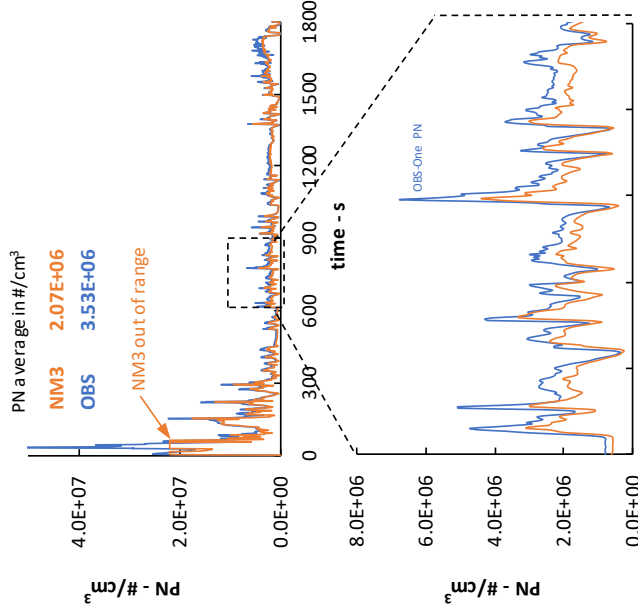 PN average in #/cm³
NM3 2.07E+06
OBS 3.53E+06
NM3 out of range
PN - #/cm³
4.0E+07
2.0E+07
0.0E+00
0 300 600 900 1200 1500 1800
time - s
OBS-One PN
PN - #/cm³
8.0E+06
6.0E+06
4.0E+06
2.0E+06
0.0E+00